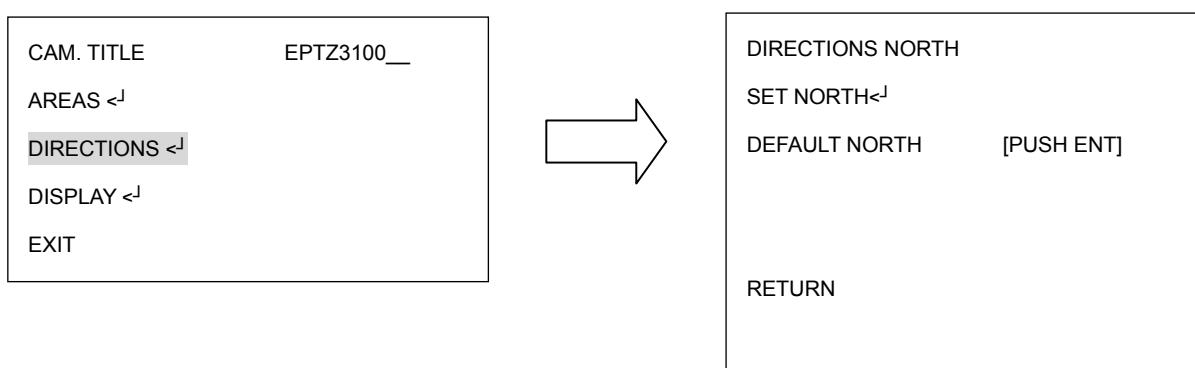 CAM. TITLE EPTZ3100__
AREAS <┘
DIRECTIONS <┘
DISPLAY <┘
EXIT
DIRECTIONS NORTH
SET NORTH<┘
DEFAULT NORTH [PUSH ENT]
RETURN